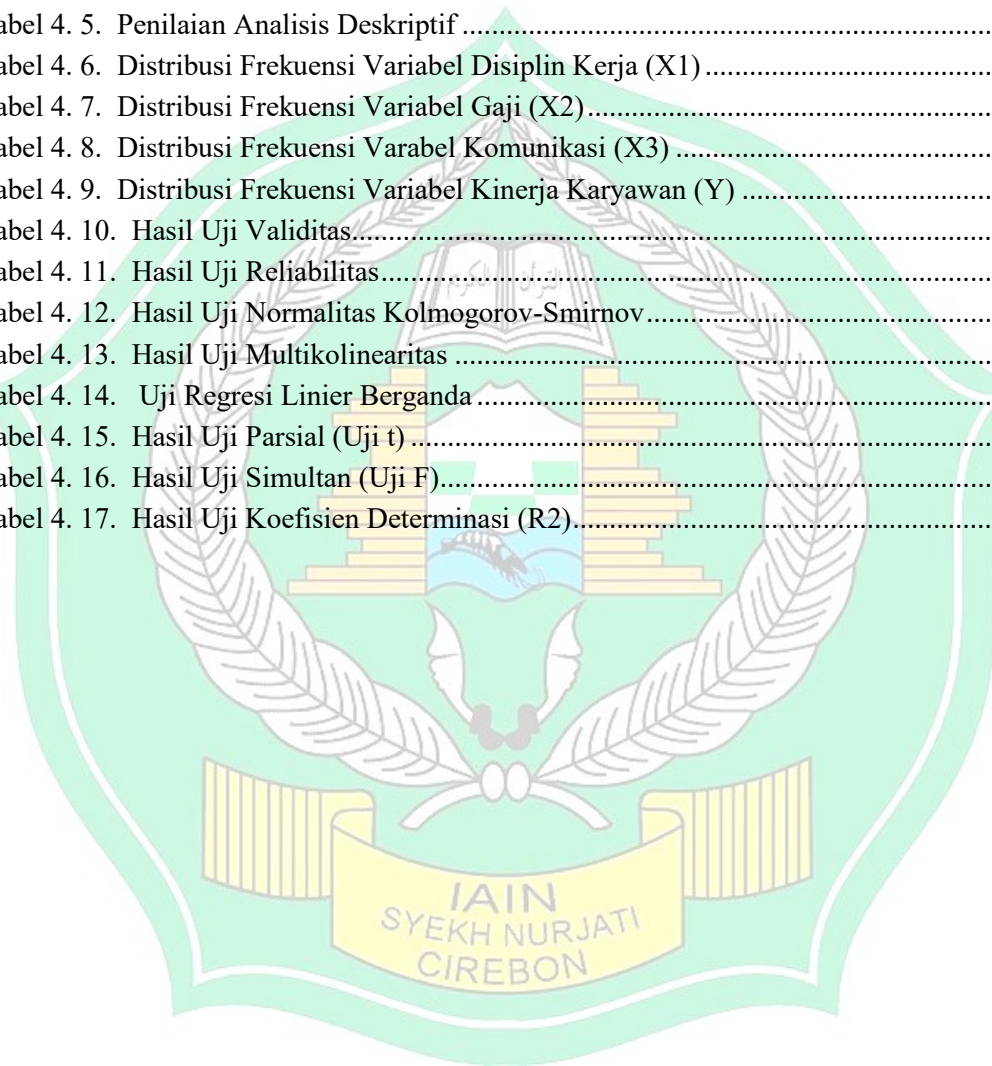 abel 4. 5. Penilaian Analisis Deskriptif ........................................................................
abel 4. 6. Distribusi Frekuensi Variabel Disiplin Kerja (X1) ........................................
abel 4. 7. Distribusi Frekuensi Variabel Gaji (X2) .........................................................
abel 4. 8. Distribusi Frekuensi Varabel Komunikasi (X3) ............................................
abel 4. 9. Distribusi Frekuensi Variabel Kinerja Karyawan (Y) ...................................
abel 4. 10. Hasil Uji Validitas ...........................................................................................
abel 4. 11. Hasil Uji Reliabilitas .......................................................................................
abel 4. 12. Hasil Uji Normalitas Kolmogorov-Smirnov .................................................
abel 4. 13. Hasil Uji Multikolinearitas .............................................................................
abel 4. 14. Uji Regresi Linier Berganda ..........................................................................
abel 4. 15. Hasil Uji Parsial (Uji t) ...................................................................................
abel 4. 16. Hasil Uji Simultan (Uji F) ...............................................................................
abel 4. 17. Hasil Uji Koefisien Determinasi (R2) ............................................................
IAIN
SYEKH NURJATI
CIREBON